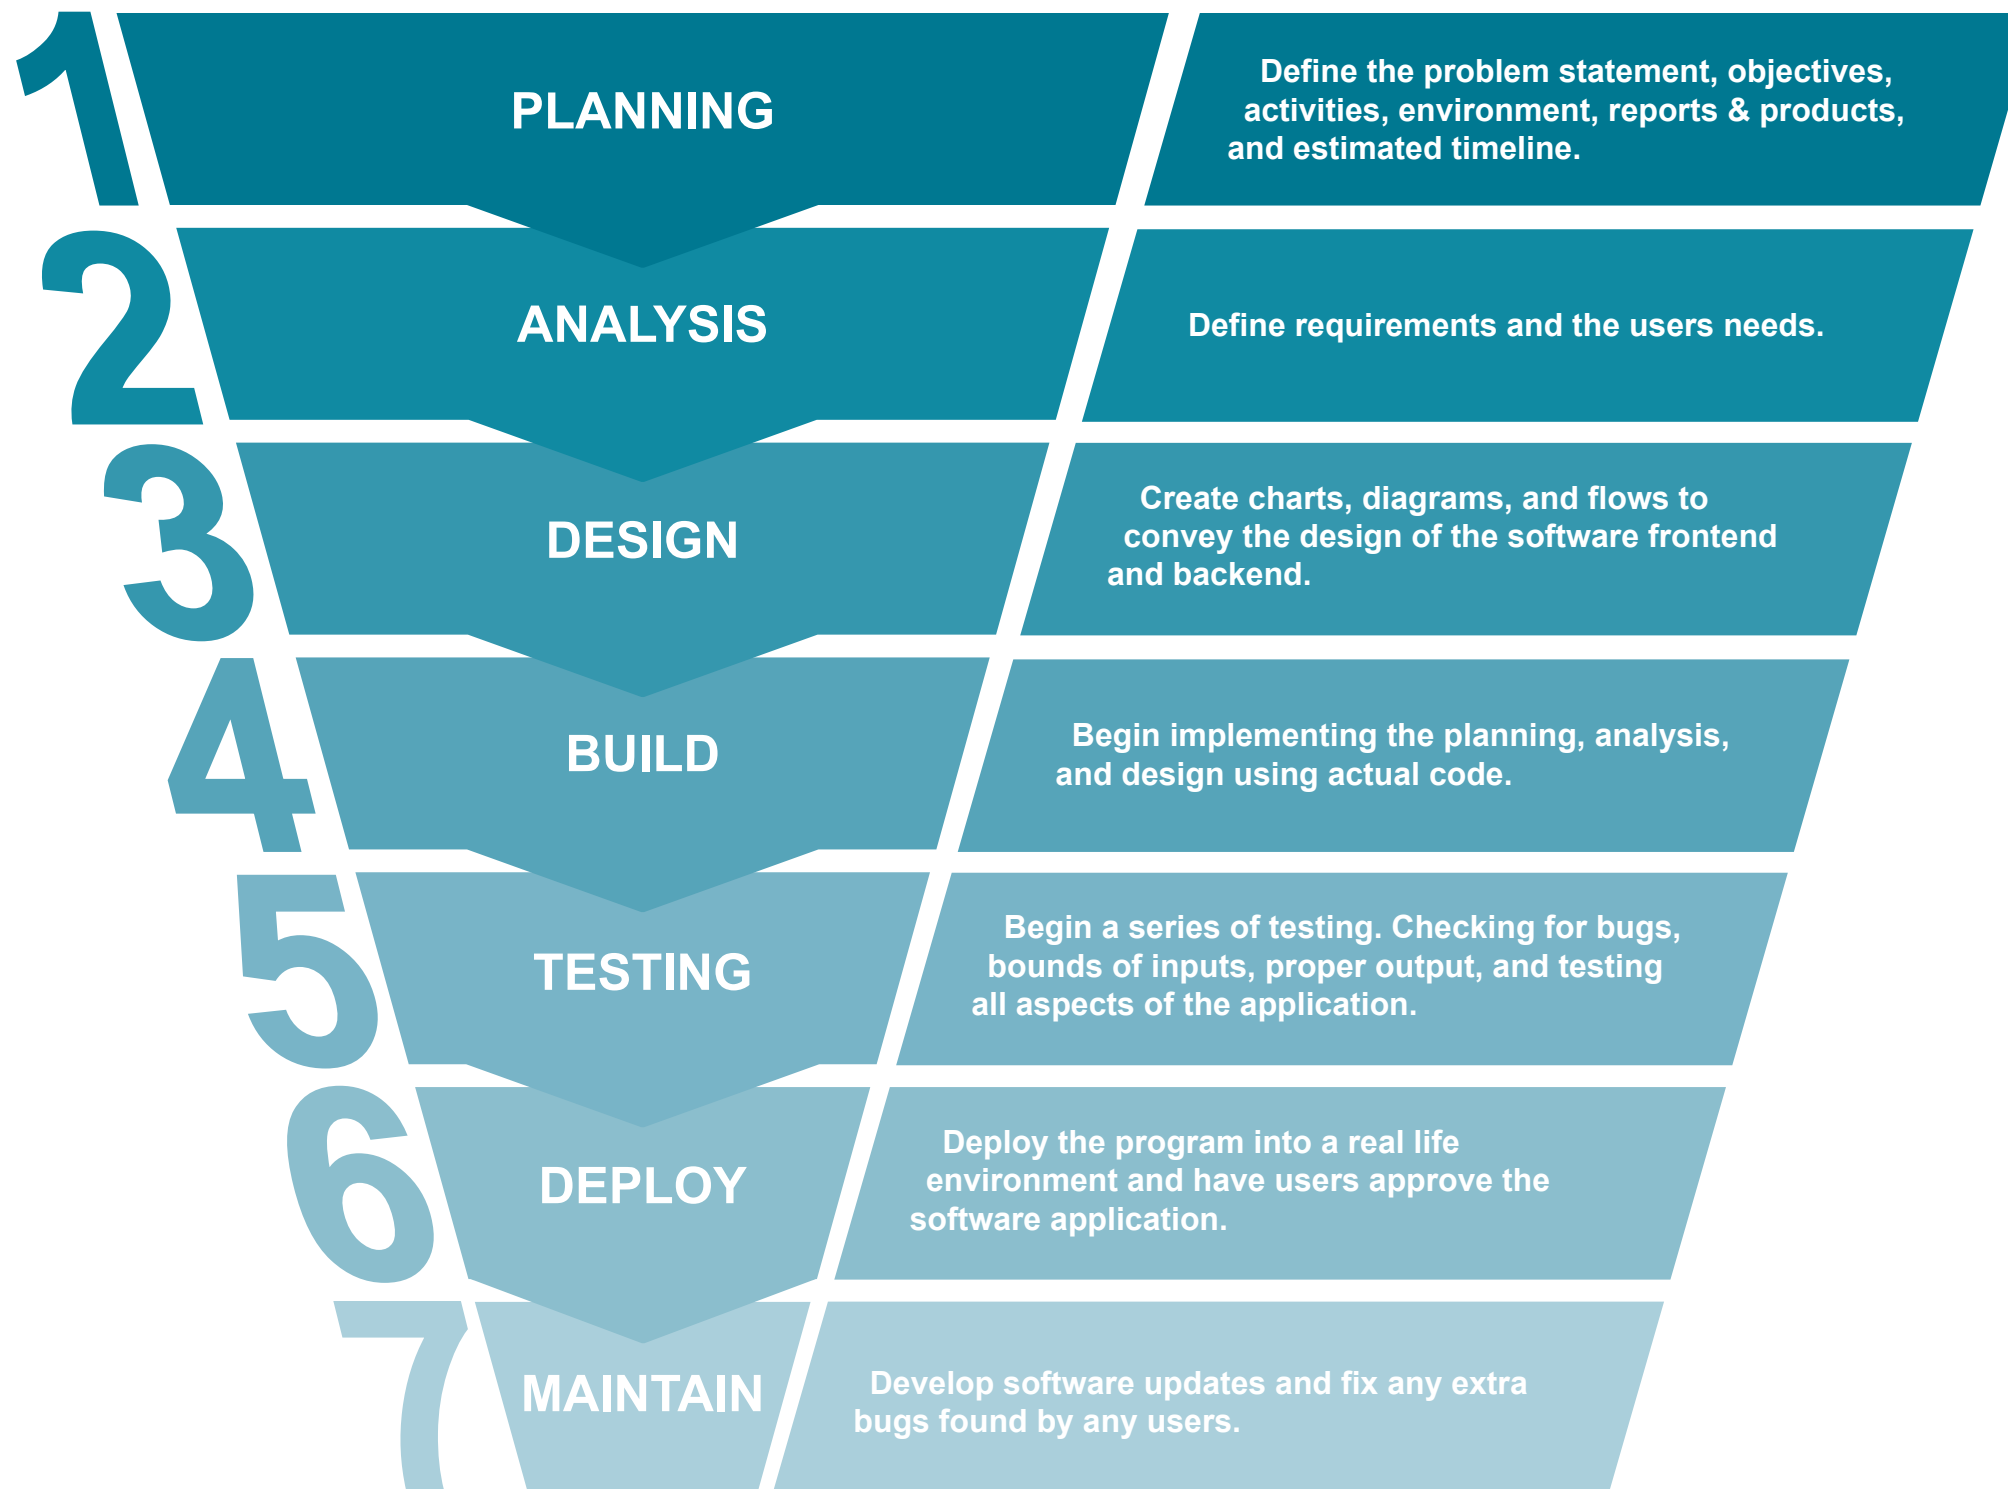 1
PLANNING
Define the problem statement, objectives,
activities, environment, reports & products,
and estimated timeline.
2
ANALYSIS
Define requirements and the users needs.
3
DESIGN
Create charts, diagrams, and flows to
convey the design of the software frontend
and backend.
4
BUILD
Begin implementing the planning, analysis,
and design using actual code.
5
TESTING
Begin a series of testing. Checking for bugs,
bounds of inputs, proper output, and testing
all aspects of the application.
6
DEPLOY
Deploy the program into a real life
environment and have users approve the
software application.
7
MAINTAIN
Develop software updates and fix any extra
bugs found by any users.